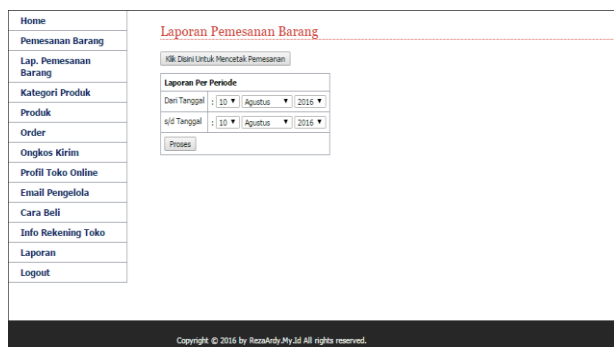 Home
Pemesanan Barang
Lap. Pemesanan
Barang
Kategori Produk
Produk
Order
Ongkos Kirim
Profil Toko Online
Email Pengelola
Cara Beli
Info Rekening Toko
Laporan
Logout
Laporan Pemesanan Barang
Klik Disini Untuk Mencetak Pemesanan
Laporan Per Periode
Dari Tanggal : 10 Agustus 2016
s/d Tanggal : 10 Agustus 2016
Proses
Copyright © 2016 by RezaArdy.My.Id All rights reserved.